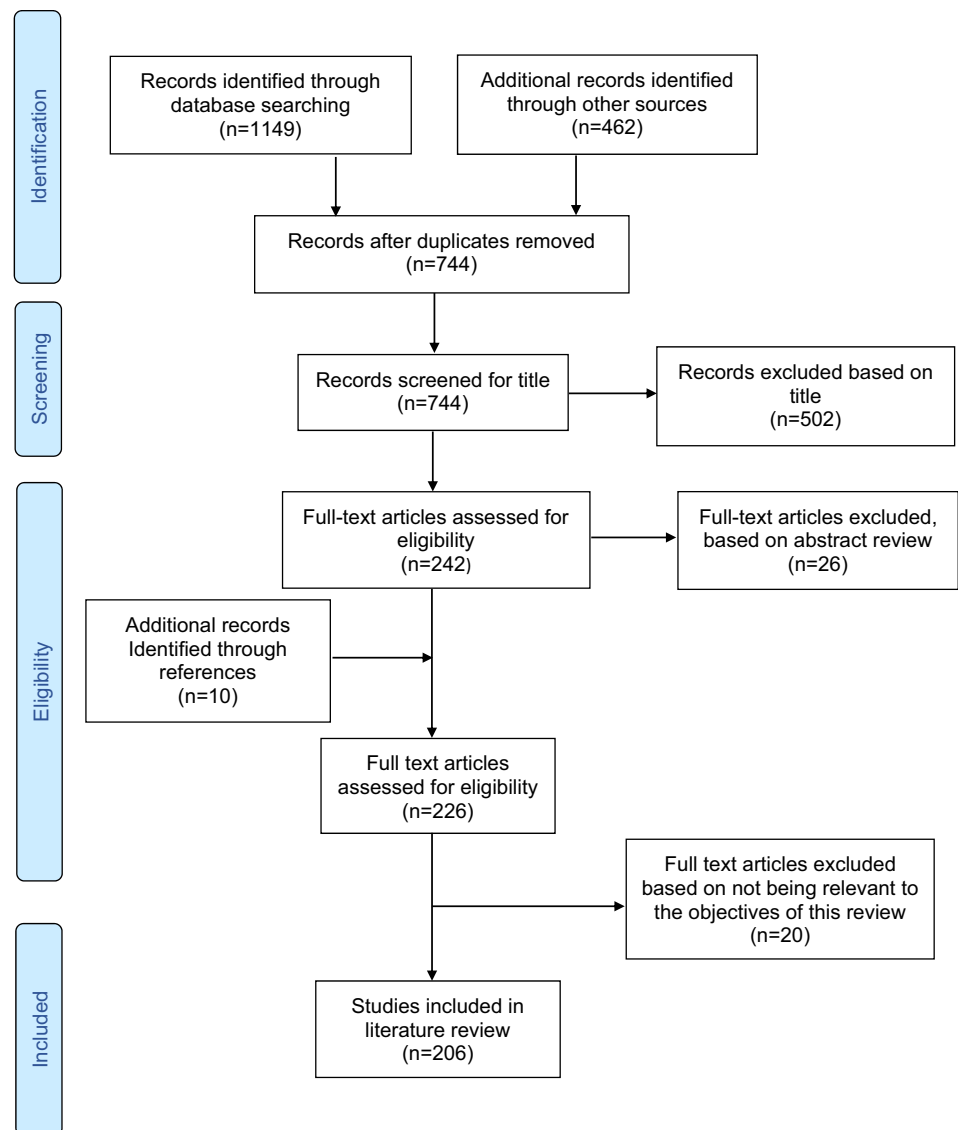 Identification
Records identified through
database searching
(n=1149)
Additional records identified
through other sources
(n=462)
Records after duplicates removed
(n=744)
Screening
Records screened for title
(n=744)
Records excluded based on
title
(n=502)
Eligibility
Full-text articles assessed for
eligibility
(n=242)
Full-text articles excluded,
based on abstract review
(n=26)
Additional records
Identified through
references
(n=10)
Full text articles
assessed for eligibility
(n=226)
Full text articles excluded
based on not being relevant to
the objectives of this review
(n=20)
Included
Studies included in
literature review
(n=206)